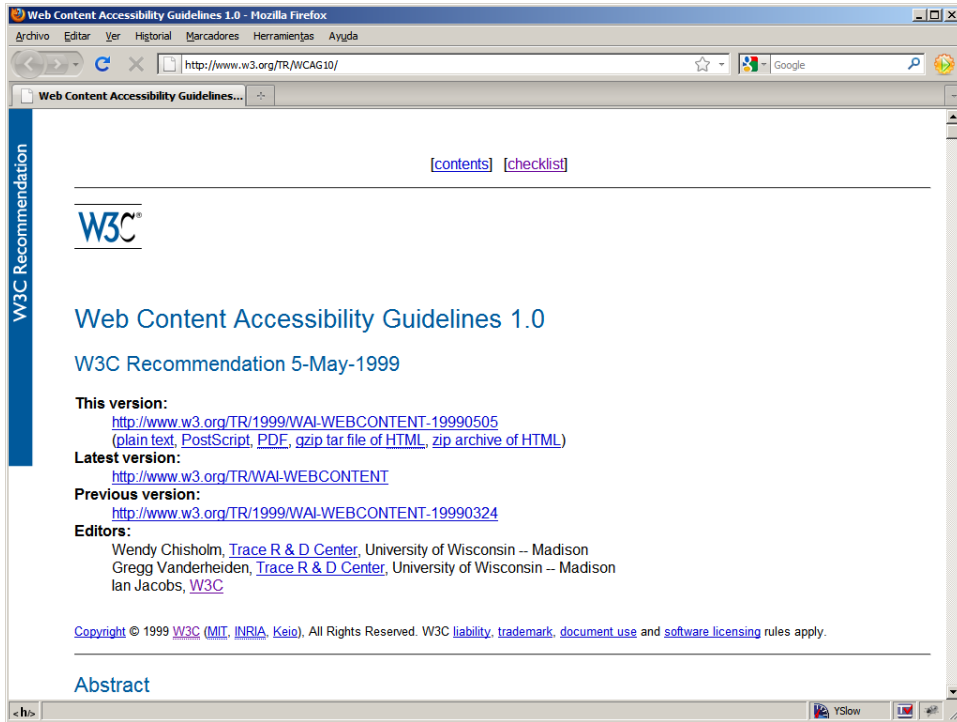 Web Content Accessibility Guidelines 1.0 - Mozilla Firefox
Archivo Editar Ver Historial Marcadores Herramientas Ayuda
http://www.w3.org/TR/WCAG10/ Google
Web Content Accessibility Guidelines...
W3C Recommendation
[contents] [checklist]
W3C®
Web Content Accessibility Guidelines 1.0
W3C Recommendation 5-May-1999
This version:
http://www.w3.org/TR/1999/WAI-WEBCONTENT-19990505
(plain text, PostScript, PDF, gzip tar file of HTML, zip archive of HTML)
Latest version:
http://www.w3.org/TR/WAI-WEBCONTENT
Previous version:
http://www.w3.org/TR/1999/WAI-WEBCONTENT-19990324
Editors:
Wendy Chisholm, Trace R & D Center, University of Wisconsin -- Madison
Gregg Vanderheiden, Trace R & D Center, University of Wisconsin -- Madison
Ian Jacobs, W3C
Copyright © 1999 W3C (MIT, INRIA, Keio), All Rights Reserved. W3C liability, trademark, document use and software licensing rules apply.
Abstract
<h/> YSlow